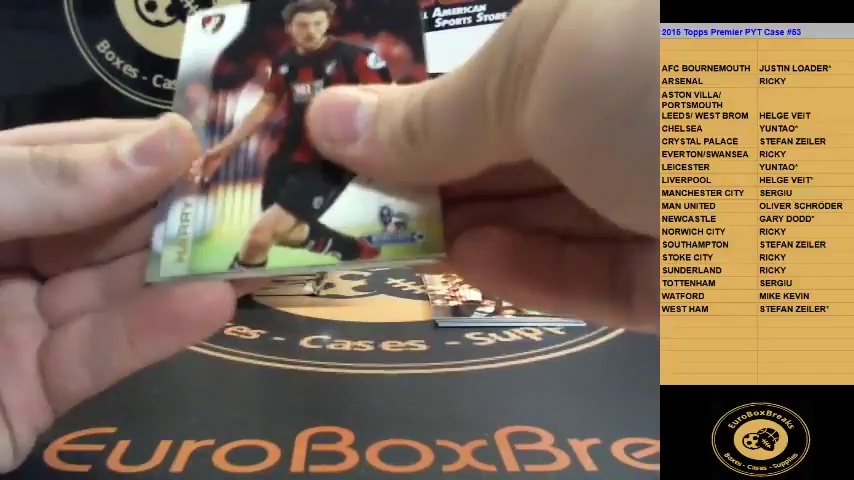 AMERICAN
SPORTS STORE
Boxes - Cas
HARRY
- Cases - Supp
EUROBOXBRE
2015 Topps Premier PYT Case #53
AFC BOURNEMOUTH JUSTIN LOADER*
ARSENAL RICKY
ASTON VILLA/
PORTSMOUTH
LEEDS/ WEST BROM HELGE VEIT
CHELSEA YUNTAO*
CRYSTAL PALACE STEFAN ZEILER
EVERTON/SWANSEA RICKY
LEICESTER YUNTAO*
LIVERPOOL HELGE VEIT*
MANCHESTER CITY SERGIU
MAN UNITED OLIVER SCHRÖDER
NEWCASTLE GARY DODD*
NORWICH CITY RICKY
SOUTHAMPTON STEFAN ZEILER
STOKE CITY RICKY
SUNDERLAND RICKY
TOTTENHAM SERGIU
WATFORD MIKE KEVIN
WEST HAM STEFAN ZEILER*
EUROBOXBREAKS
Boxes - Cases - Supplies